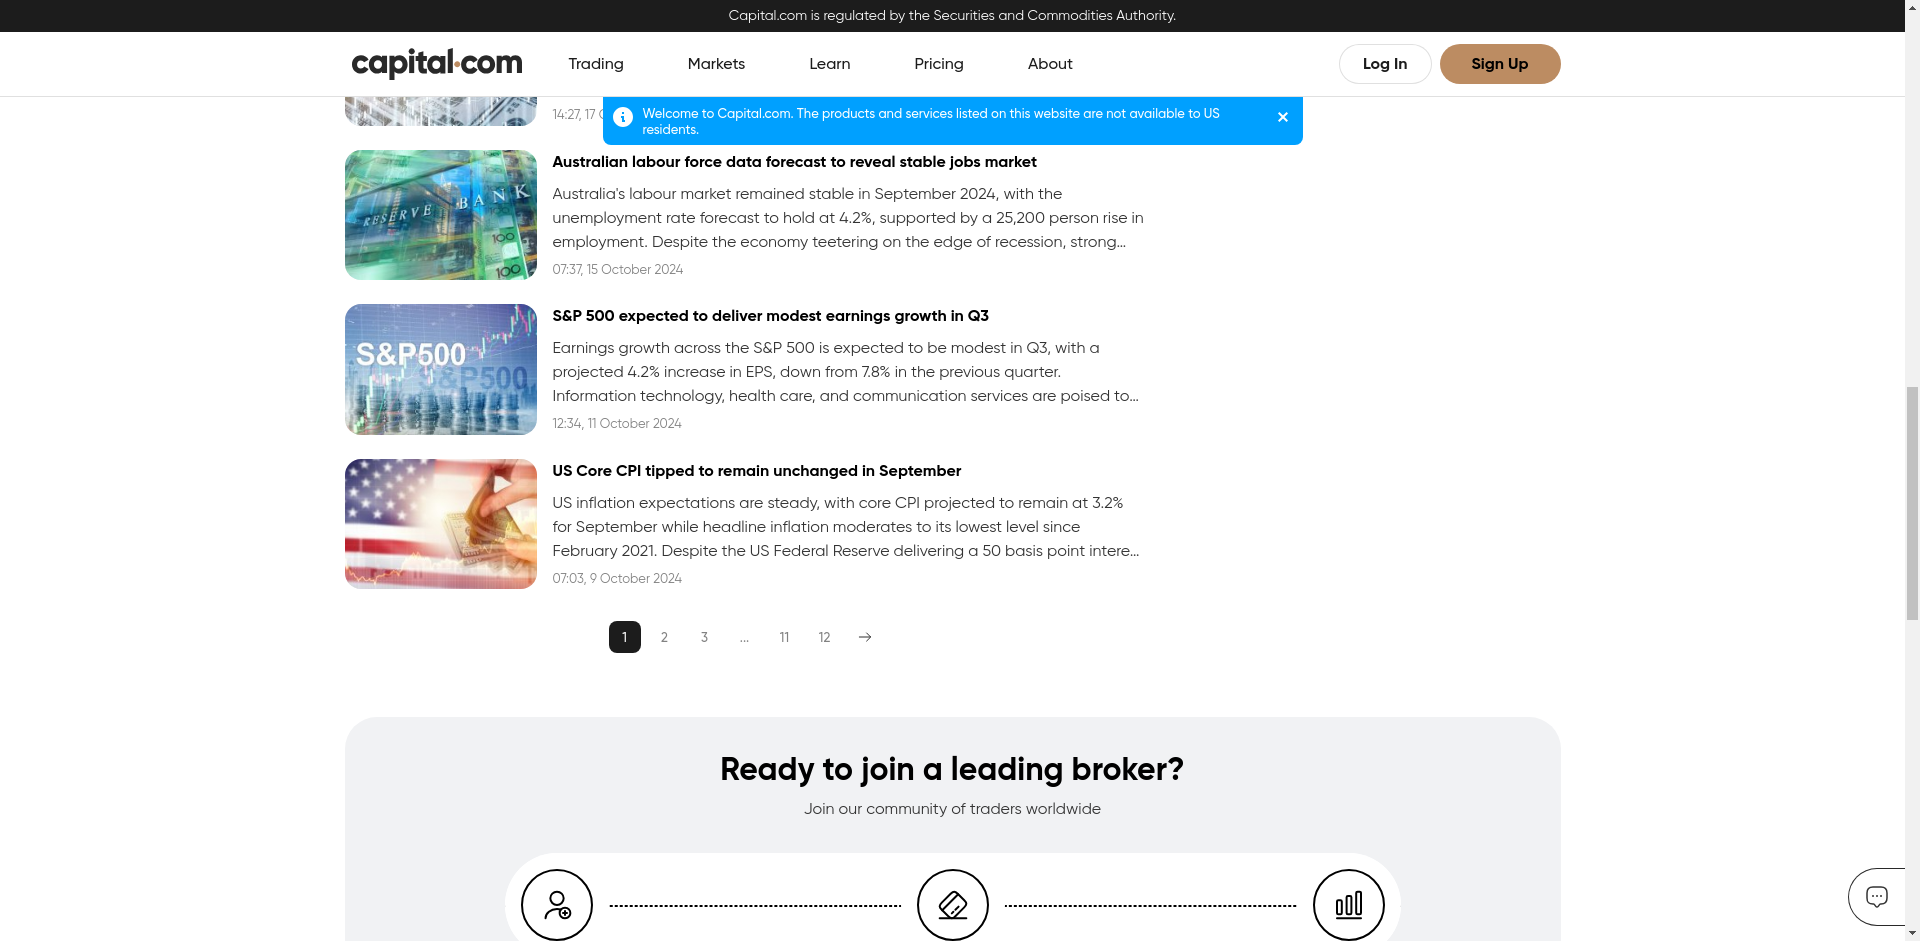 Capital.com is regulated by the Securities and Commodities Authority.
capital.com
Trading
Markets
Learn
Pricing
About
Log In
Sign Up
14:27, 17
Welcome to Capital.com. The products and services listed on this website are not available to US
residents.
Australian labour force data forecast to reveal stable jobs market
Australia's labour market remained stable in September 2024, with the
unemployment rate forecast to hold at 4.2%, supported by a 25,200 person rise in
employment. Despite the economy teetering on the edge of recession, strong...
07:37, 15 October 2024
RESERVE BANK
100
100
S&P 500 expected to deliver modest earnings growth in Q3
Earnings growth across the S&P 500 is expected to be modest in Q3, with a
projected 4.2% increase in EPS, down from 7.8% in the previous quarter.
Information technology, health care, and communication services are poised to...
12:34, 11 October 2024
S&P500
S&P500
US Core CPI tipped to remain unchanged in September
US inflation expectations are steady, with core CPI projected to remain at 3.2%
for September while headline inflation moderates to its lowest level since
February 2021. Despite the US Federal Reserve delivering a 50 basis point intere...
07:03, 9 October 2024
1 2 3 ... 11 12
Ready to join a leading broker?
Join our community of traders worldwide